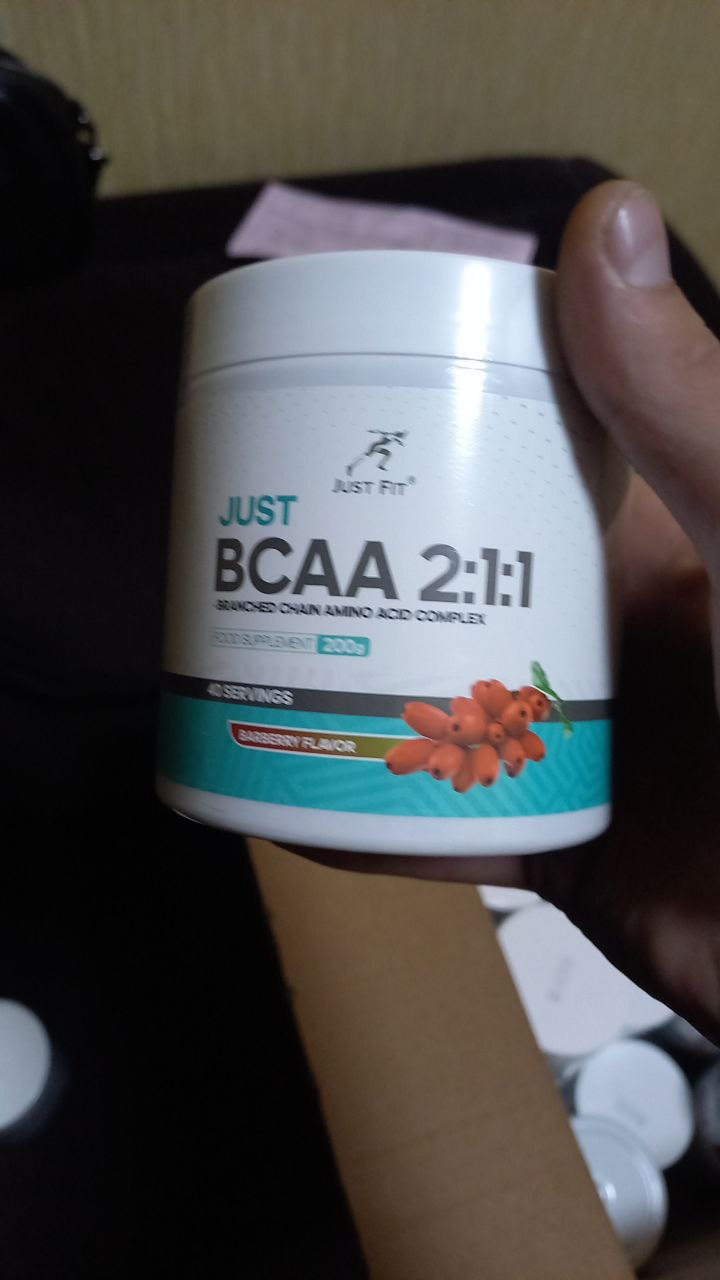 JUST FIT®
JUST
BCAA 2:1:1
-BRANCHED CHAIN AMINO ACID COMPLEX
FOOD SUPPLEMENT 200g
40 SERVINGS
BARBERRY FLAVOR